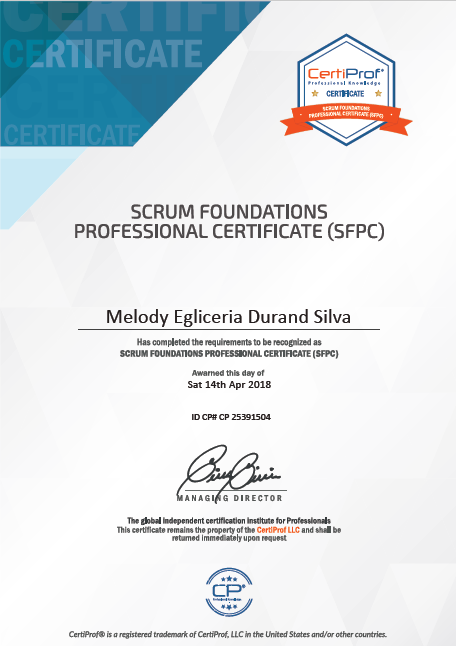 CERTIFICATE
CERTIFICATE
CERTIFICATE
CertiProf®
Professional Knowledge
CERTIFICATE
SCRUM FOUNDATIONS
PROFESSIONAL CERTIFICATE (SFPC)
SCRUM FOUNDATIONS
PROFESSIONAL CERTIFICATE (SFPC)
Melody Egliceria Durand Silva
Has completed the requirements to be recognized as
SCRUM FOUNDATIONS PROFESSIONAL CERTIFICATE (SFPC)
Awarned this day of
Sat 14th Apr 2018
ID CP# CP 25391504
MANAGING DIRECTOR
The global independent certification institute for Professionals
This certificate remains the property of the CertiProf LLC and shall be
returned immediately upon request
CP
CertiProf® is a registered trademark of CertiProf, LLC in the United States and/or other countries.